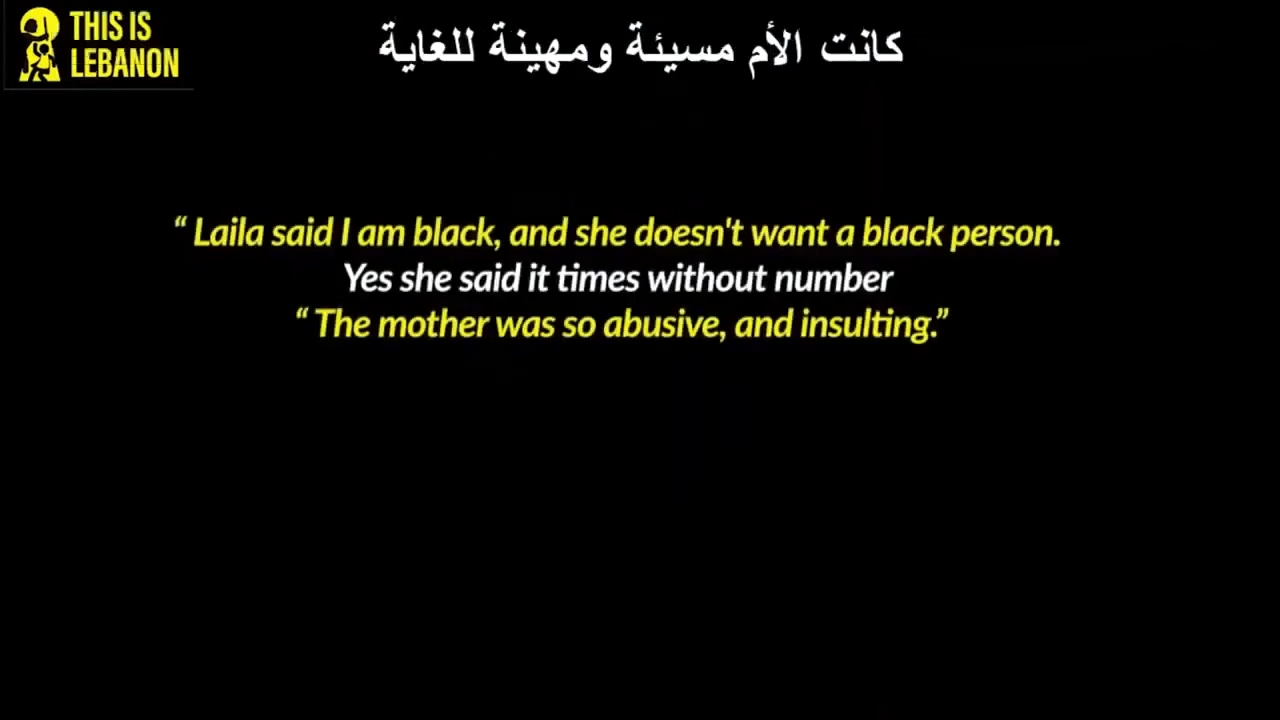 THIS IS
LEBANON
كانت الأم مسيئة ومهينة للغاية
“ Laila said I am black, and she doesn't want a black person.
Yes she said it times without number
“ The mother was so abusive, and insulting.”